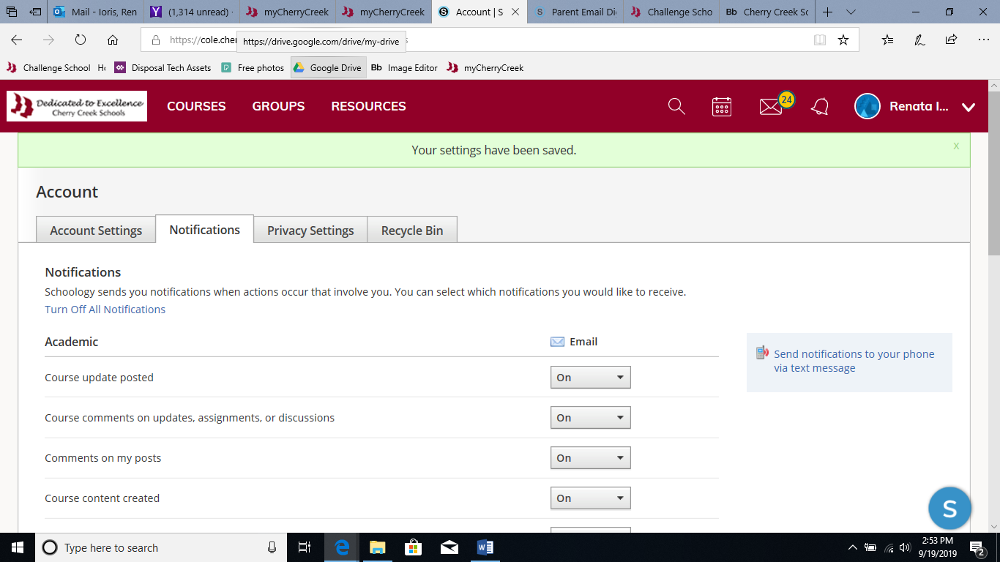 Mail - Ioris, Ren
(1,314 unread)
myCherryCreek
myCherryCreek
Account | S
Parent Email Di
Challenge Scho
Bb Cherry Creek Sc
https://cole.cher
https://drive.google.com/drive/my-drive
Challenge School
Disposal Tech Assets
Free photos
Google Drive
Bb Image Editor
myCherryCreek
Dedicated to Excellence
Cherry Creek Schools
COURSES GROUPS RESOURCES
24
Renata I...
Your settings have been saved.
x
Account
Account Settings Notifications Privacy Settings Recycle Bin
Notifications
Schoology sends you notifications when actions occur that involve you. You can select which notifications you would like to receive.
Turn Off All Notifications
Academic Email
Send notifications to your phone
via text message
Course update posted On
Course comments on updates, assignments, or discussions On
Comments on my posts On
Course content created On
S
Type here to search
2:53 PM
9/19/2019
2